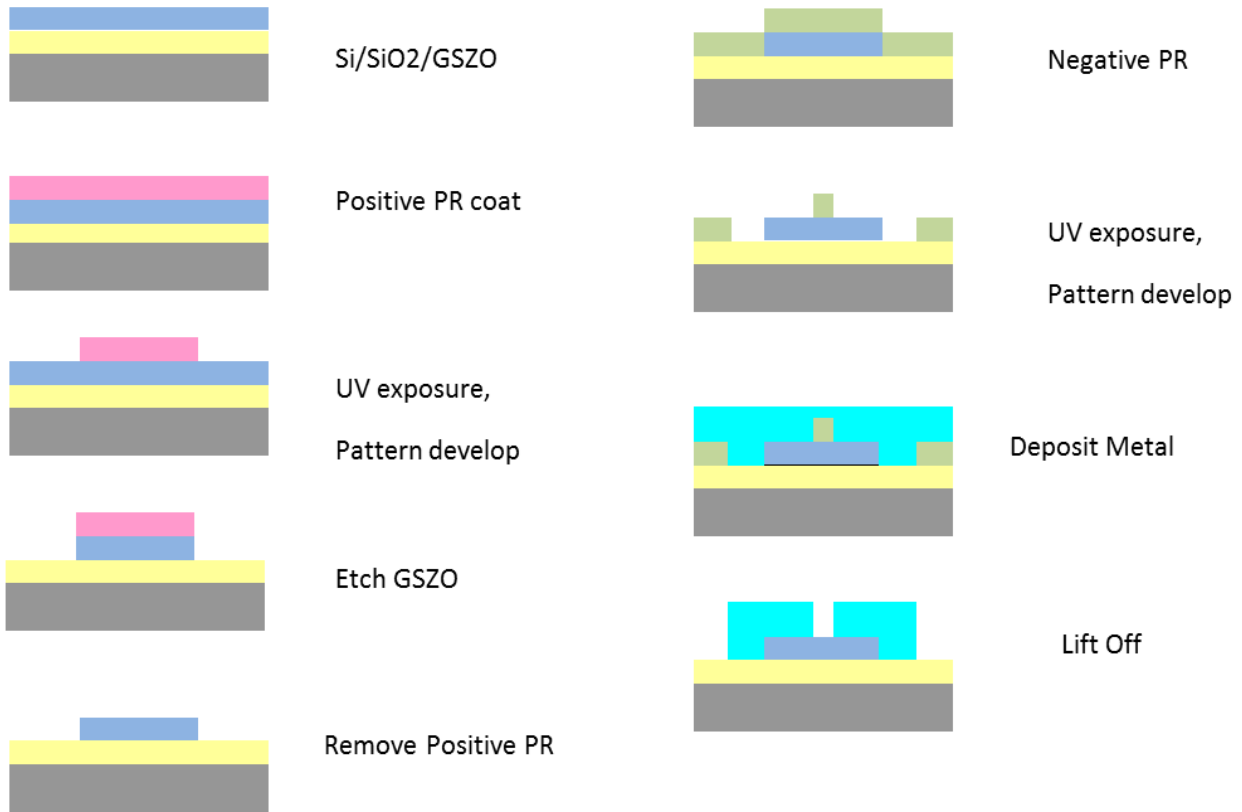 Si/SiO2/GSZO
Positive PR coat
UV exposure,
Pattern develop
Etch GSZO
Remove Positive PR
Negative PR
UV exposure,
Pattern develop
Deposit Metal
Lift Off